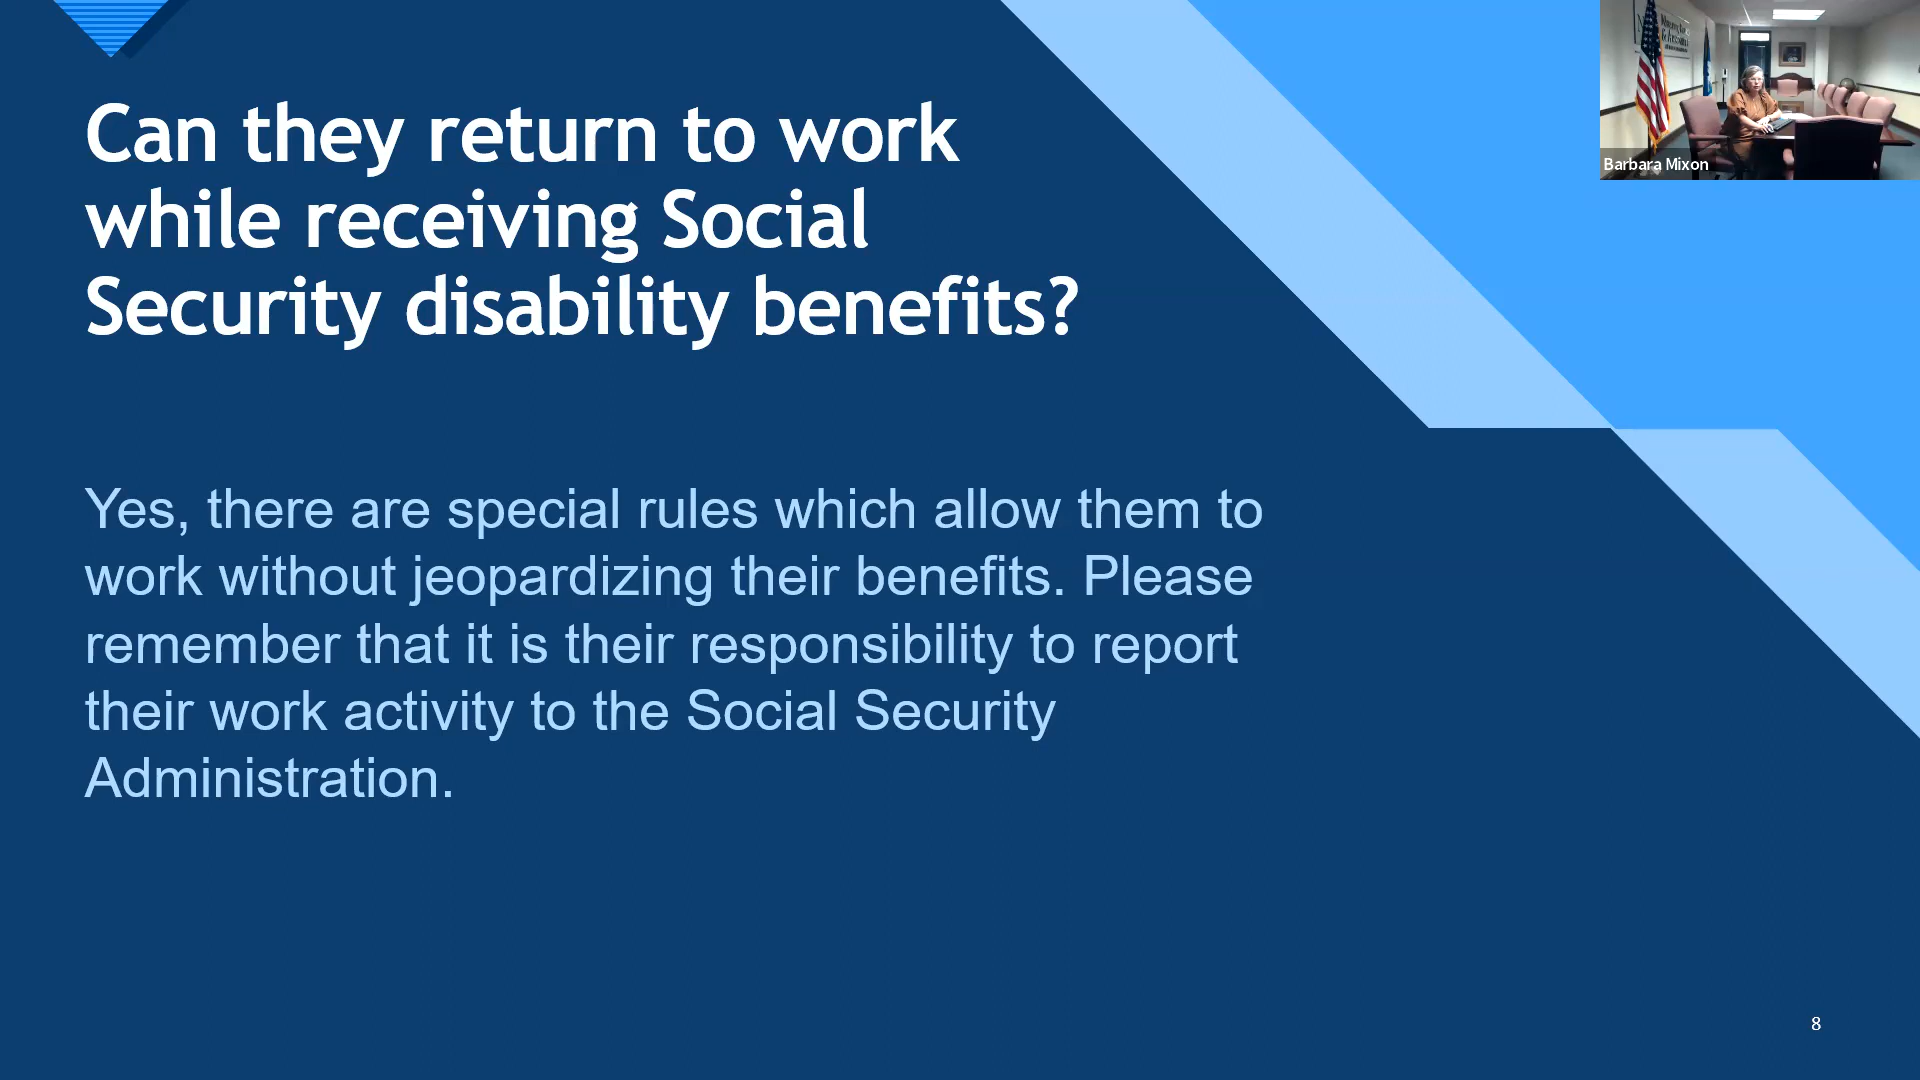 Can they return to work
while receiving Social
Security disability benefits?
Yes, there are special rules which allow them to
work without jeopardizing their benefits. Please
remember that it is their responsibility to report
their work activity to the Social Security
Administration.
Barbara Mixon
8